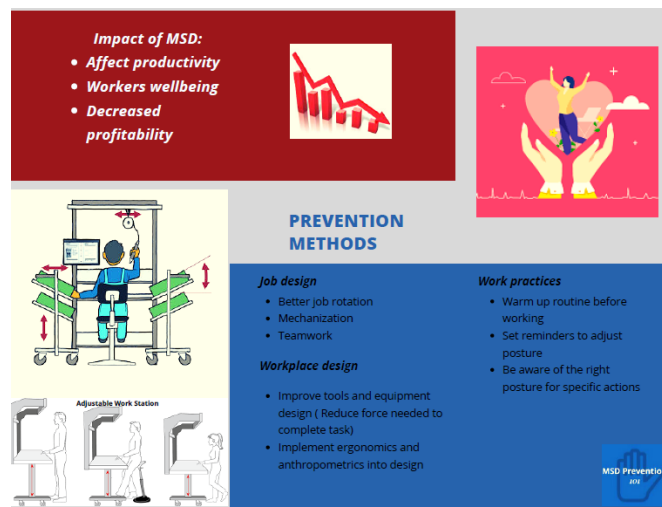 Impact of MSD:
• Affect productivity
• Workers wellbeing
• Decreased
profitability
PREVENTION
METHODS
Job design
• Better job rotation
• Mechanization
• Teamwork
Workplace design
• Improve tools and equipment
design ( Reduce force needed to
complete task)
• Implement ergonomics and
anthropometrics into design
Work practices
• Warm up routine before
working
• Set reminders to adjust
posture
• Be aware of the right
posture for specific actions
Adjustable Work Station
MSD Preventio
101